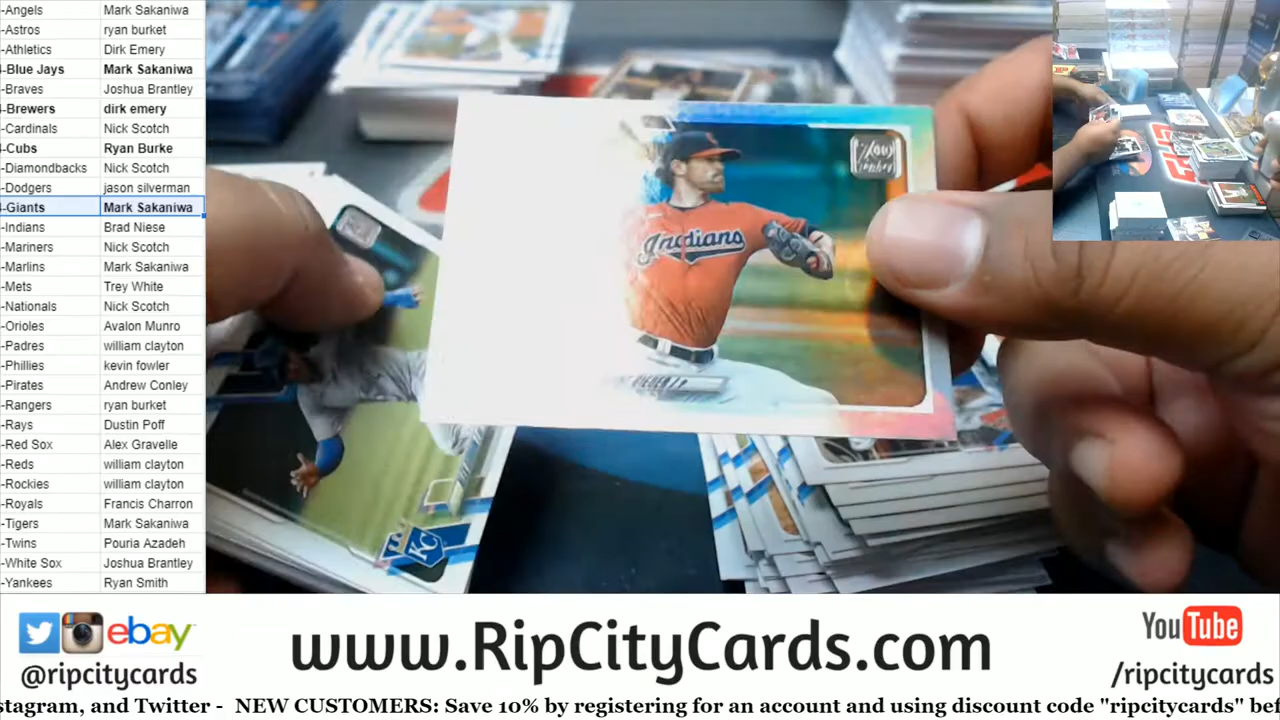 -Angels Mark Sakaniwa
-Astros ryan burket
-Athletics Dirk Emery
-Blue Jays Mark Sakaniwa
-Braves Joshua Brantley
-Brewers dirk emery
-Cardinals Nick Scotch
-Cubs Ryan Burke
-Diamondbacks Nick Scotch
-Dodgers jason silverman
-Giants Mark Sakaniwa
-Indians Brad Niese
-Mariners Nick Scotch
-Marlins Mark Sakaniwa
-Mets Trey White
-Nationals Nick Scotch
-Orioles Avalon Munro
-Padres william clayton
-Phillies kevin fowler
-Pirates Andrew Conley
-Rangers ryan burket
-Rays Dustin Poff
-Red Sox Alex Gravelle
-Reds william clayton
-Rockies william clayton
-Royals Francis Charron
-Tigers Mark Sakaniwa
-Twins Pouria Azadeh
-White Sox Joshua Brantley
-Yankees Ryan Smith
Indians
KC
ebay
@ripcitycards
www.RipCityCards.com
YouTube
/ripcitycards
stagram, and Twitter - NEW CUSTOMERS: Save 10% by registering for an account and using discount code "ripcitycards" bef